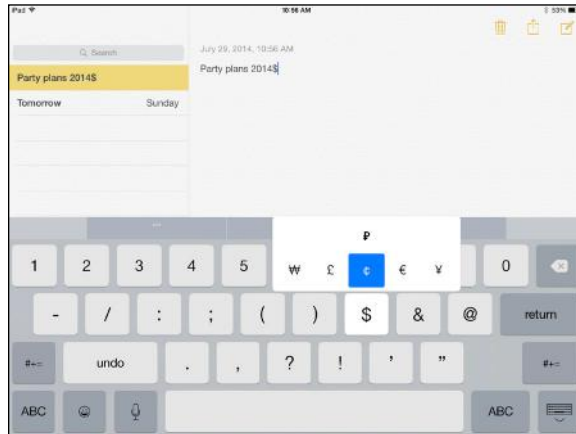 iPad 10:56 AM 53%
Search
July 29, 2014, 10:56 AM
Party plans 2014$
Party plans 2014$
Tomorrow Sunday
₽
1 2 3 4 5 ₩ £ ¢ € ¥ 0
- / : ; ( ) $ & @ return
#+= undo . , ? ! ' " #+=
ABC ABC